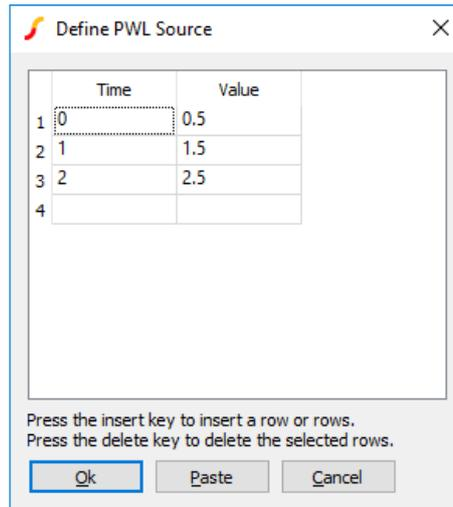 Define PWL Source
Time Value
1 0 0.5
2 1 1.5
3 2 2.5
4
Press the insert key to insert a row or rows.
Press the delete key to delete the selected rows.
Ok Paste Cancel